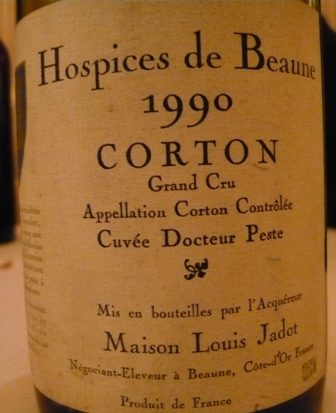 Hospices de Beaune
1990
CORTON
Grand Cru
Appellation Corton Contrôlée
Cuvée Docteur Peste
Mis en bouteilles par l'Acquéreur
Maison Louis Jadot
Négociant-Eleveur à Beaune, Côte-d'Or France
Produit de France